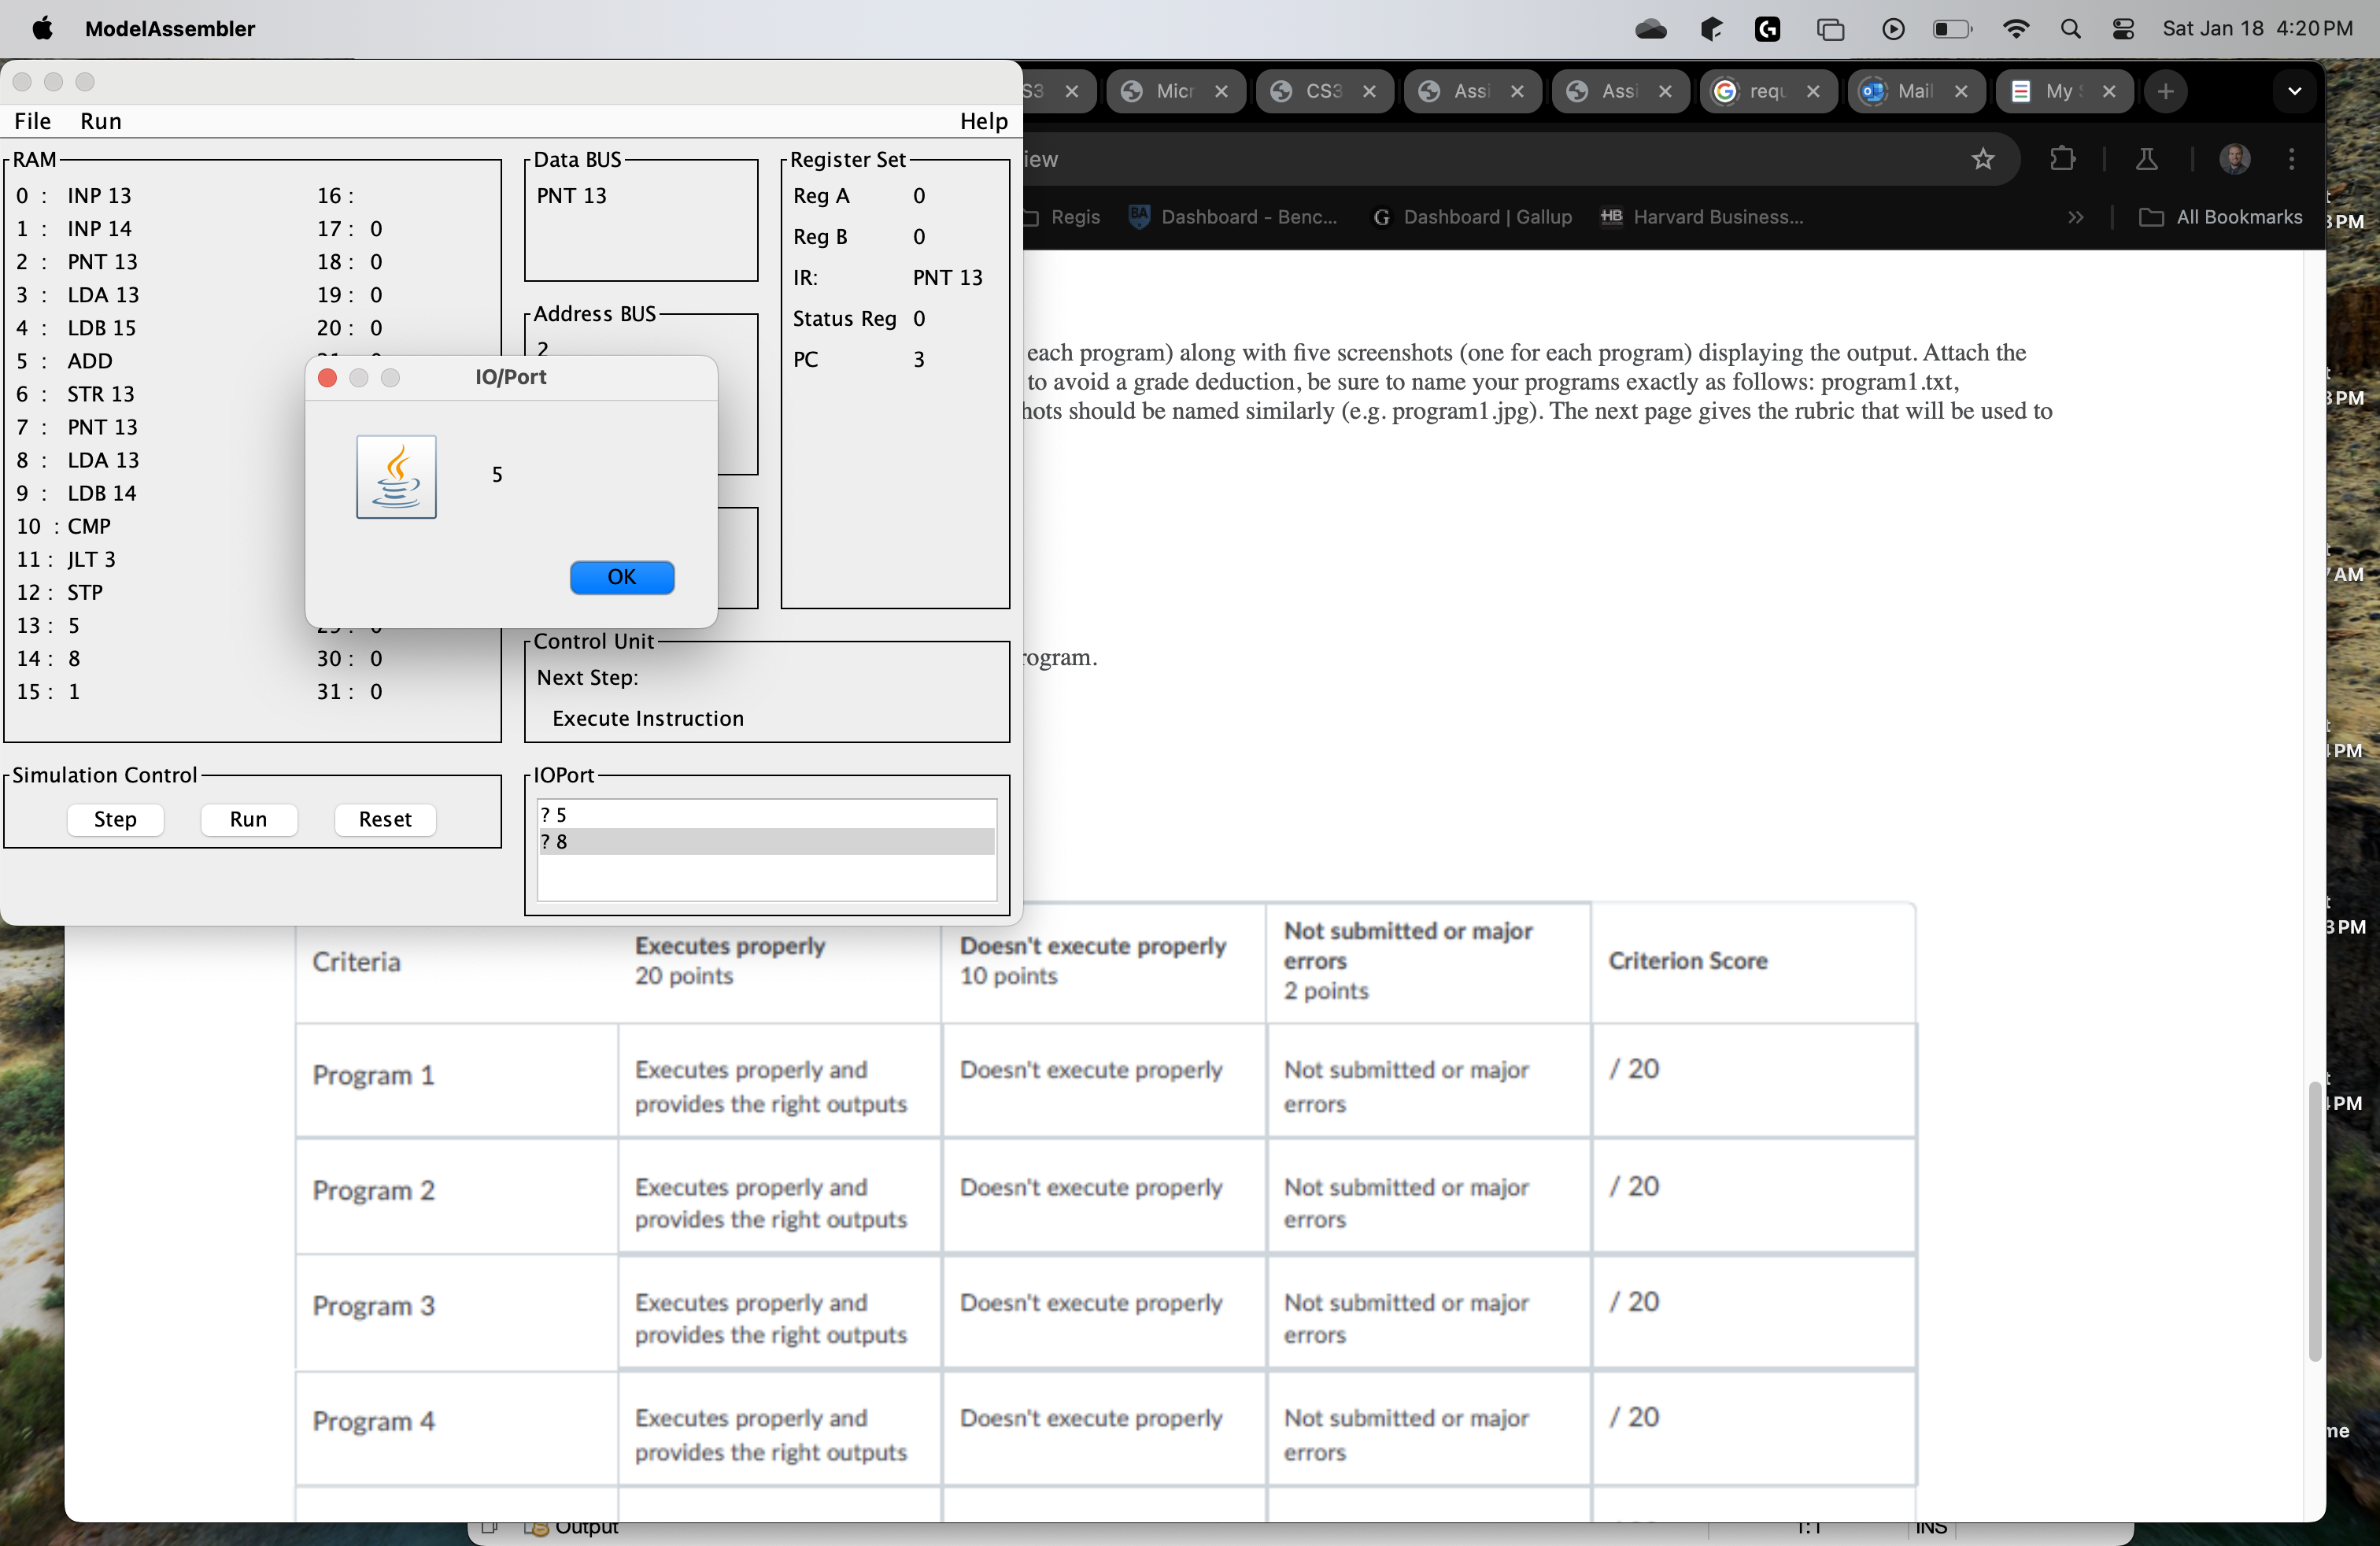 ModelAssembler
Sat Jan 18 4:20 PM
File Run Help
RAM
0 : INP 13 16 :
1 : INP 14 17 : 0
2 : PNT 13 18 : 0
3 : LDA 13 19 : 0
4 : LDB 15 20 : 0
5 : ADD
6 : STR 13
7 : PNT 13
8 : LDA 13
9 : LDB 14
10 : CMP
11 : JLT 3
12 : STP
13 : 5
14 : 8 30 : 0
15 : 1 31 : 0
Data BUS
PNT 13
Address BUS
2
Register Set
Reg A 0
Reg B 0
IR: PNT 13
Status Reg 0
PC 3
IO/Port
5
OK
Control Unit
Next Step:
Execute Instruction
Simulation Control
Step Run Reset
IOPort
? 5
? 8
S3 Micr CS3 Assi Assi requ Mail My
iew
Regis Dashboard - Benc... Dashboard | Gallup Harvard Business... All Bookmarks
each program) along with five screenshots (one for each program) displaying the output. Attach the
to avoid a grade deduction, be sure to name your programs exactly as follows: program1.txt,
hots should be named similarly (e.g. program1.jpg). The next page gives the rubric that will be used to
rogram.
Criteria Executes properly 20 points Doesn't execute properly 10 points Not submitted or major errors 2 points Criterion Score
Program 1 Executes properly and provides the right outputs Doesn't execute properly Not submitted or major errors / 20
Program 2 Executes properly and provides the right outputs Doesn't execute properly Not submitted or major errors / 20
Program 3 Executes properly and provides the right outputs Doesn't execute properly Not submitted or major errors / 20
Program 4 Executes properly and provides the right outputs Doesn't execute properly Not submitted or major errors / 20
Output 1:1 INS